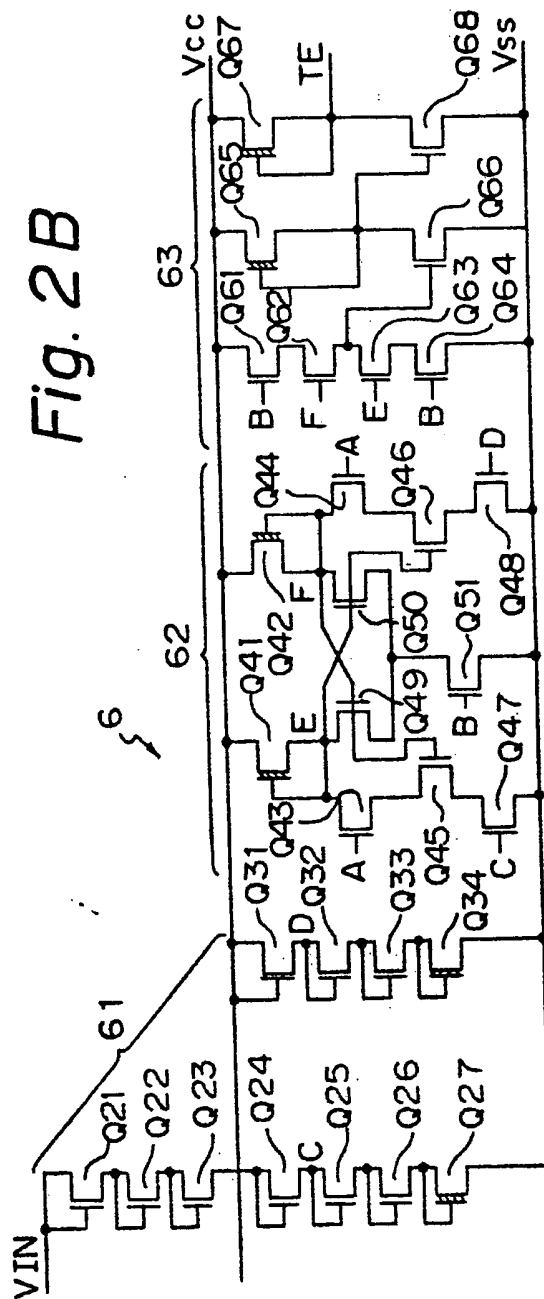 Fig. 2B
6
61
62
63
VIN
Vcc
TE
Vss
Q21
Q22
Q23
Q24
C
Q25
Q26
Q27
Q31
D
Q32
Q33
Q34
Q41
Q42
E
F
Q43
Q44
A
A
Q45
Q46
Q47
C
Q48
D
Q49
Q50
Q51
B
Q61
B
Q62
F
Q63
E
Q64
B
Q65
Q66
Q67
Q68